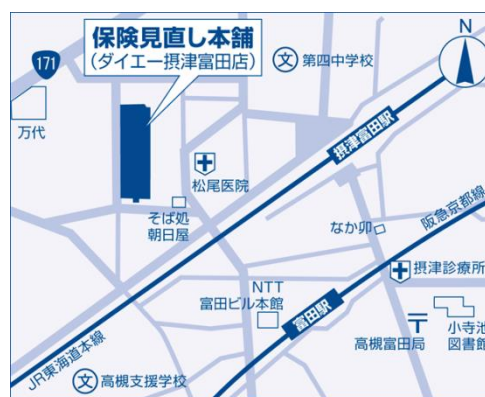 保険見直し本舗
(ダイエー摂津富田店)
N
171
文 第四中学校
万代
摂津富田駅
松尾医院
そば処
朝日屋
なか卯
阪急京都線
摂津診療所
NTT
富田ビル本館
富田駅
高槻富田局
小寺池
図書館
JR東海道本線
文 高槻支援学校